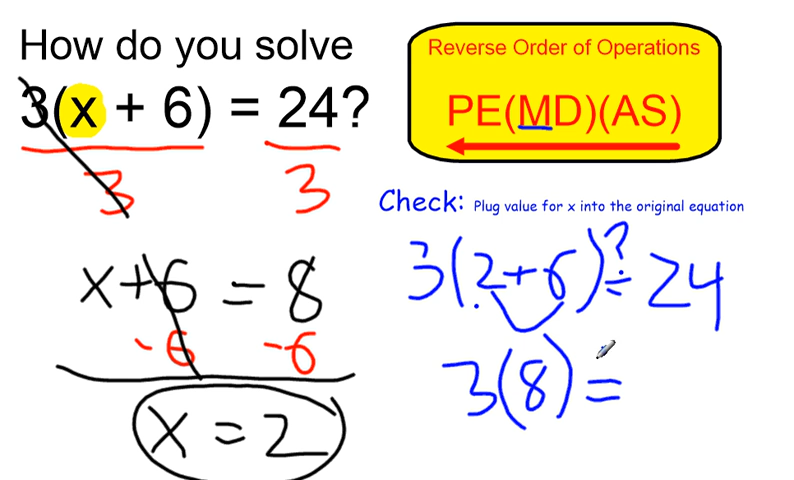 How do you solve
3(x + 6) = 24?
3 3
x+6 = 8
-6 -6
x = 2
Reverse Order of Operations
PE(MD)(AS)
Check: Plug value for x into the original equation
3(2+6) ?= 24
3(8) =